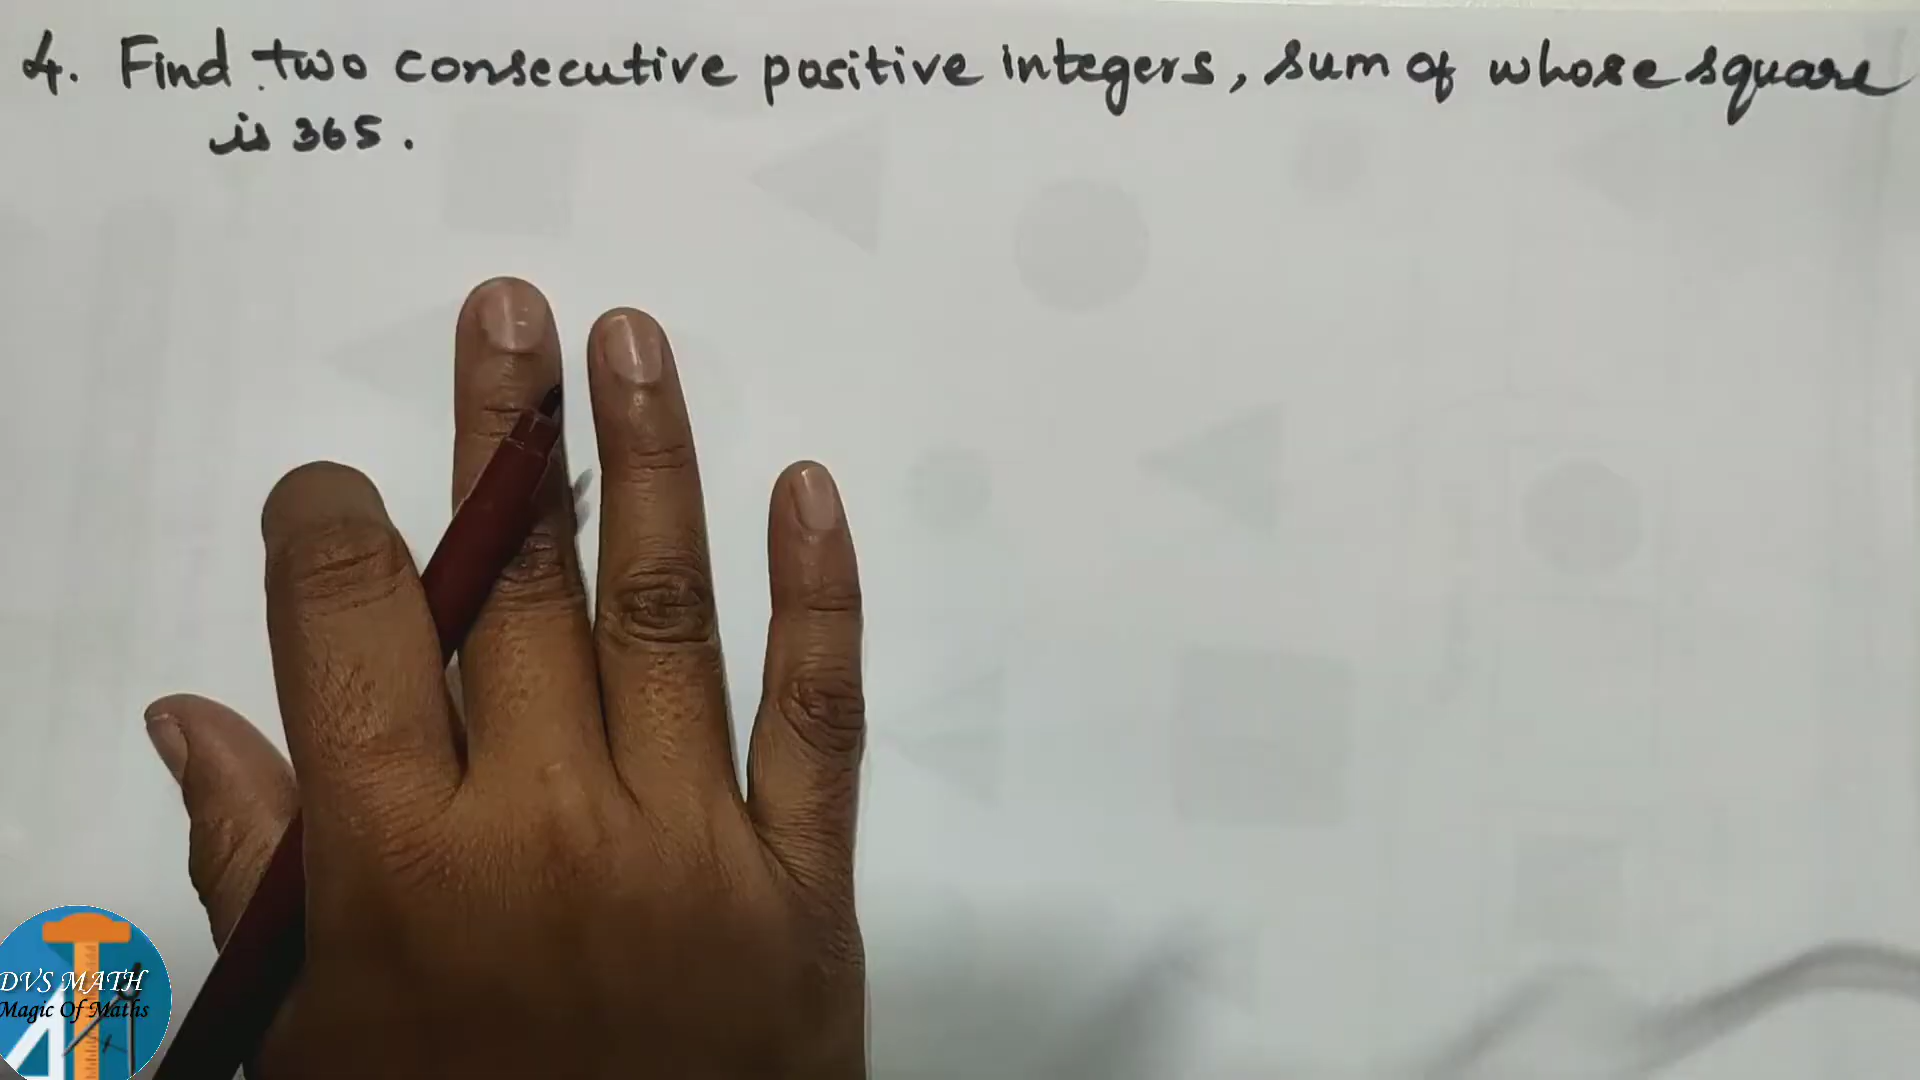 4. Find two consecutive positive integers, sum of whose square
is 365.
DVS MATH
Magic Of Maths